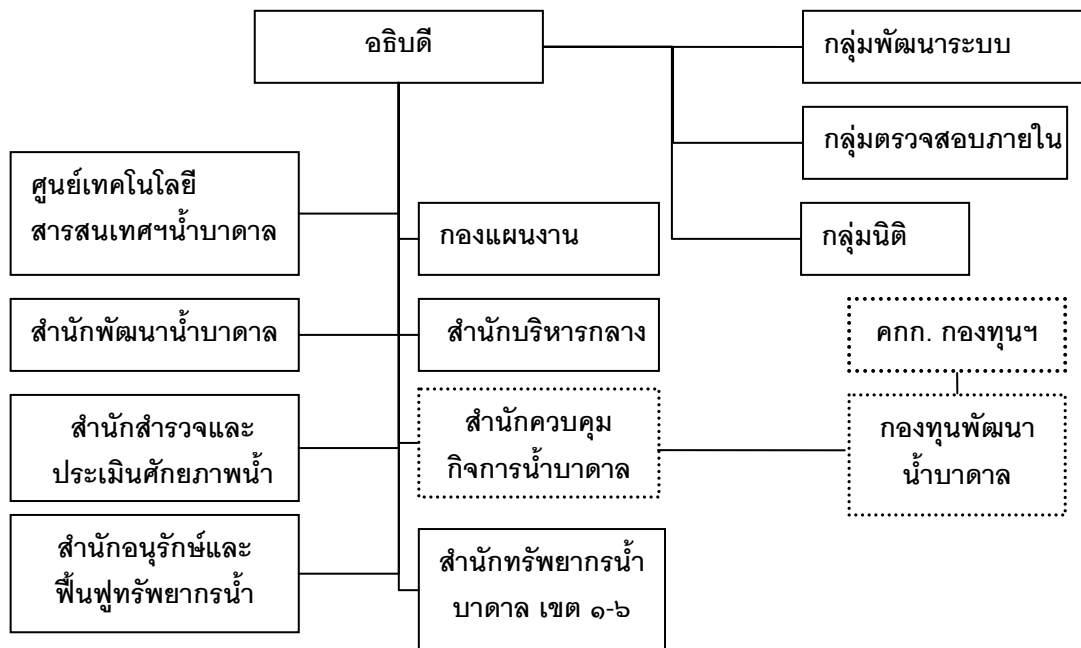 อธิบดี
กลุ่มพัฒนาระบบ
กลุ่มตรวจสอบภายใน
ศูนย์เทคโนโลยี
สารสนเทศฯน้ำบาดาล
กองแผนงาน
กลุ่มนิติ
สำนักพัฒนาน้ำบาดาล
สำนักบริหารกลาง
คกก. กองทุนฯ
สำนักสำรวจและ
ประเมินศักยภาพน้ำ
สำนักควบคุม
กิจการน้ำบาดาล
กองทุนพัฒนา
น้ำบาดาล
สำนักอนุรักษ์และ
ฟื้นฟูทรัพยากรน้ำ
สำนักทรัพยากรน้ำ
บาดาล เขต ๑-๖